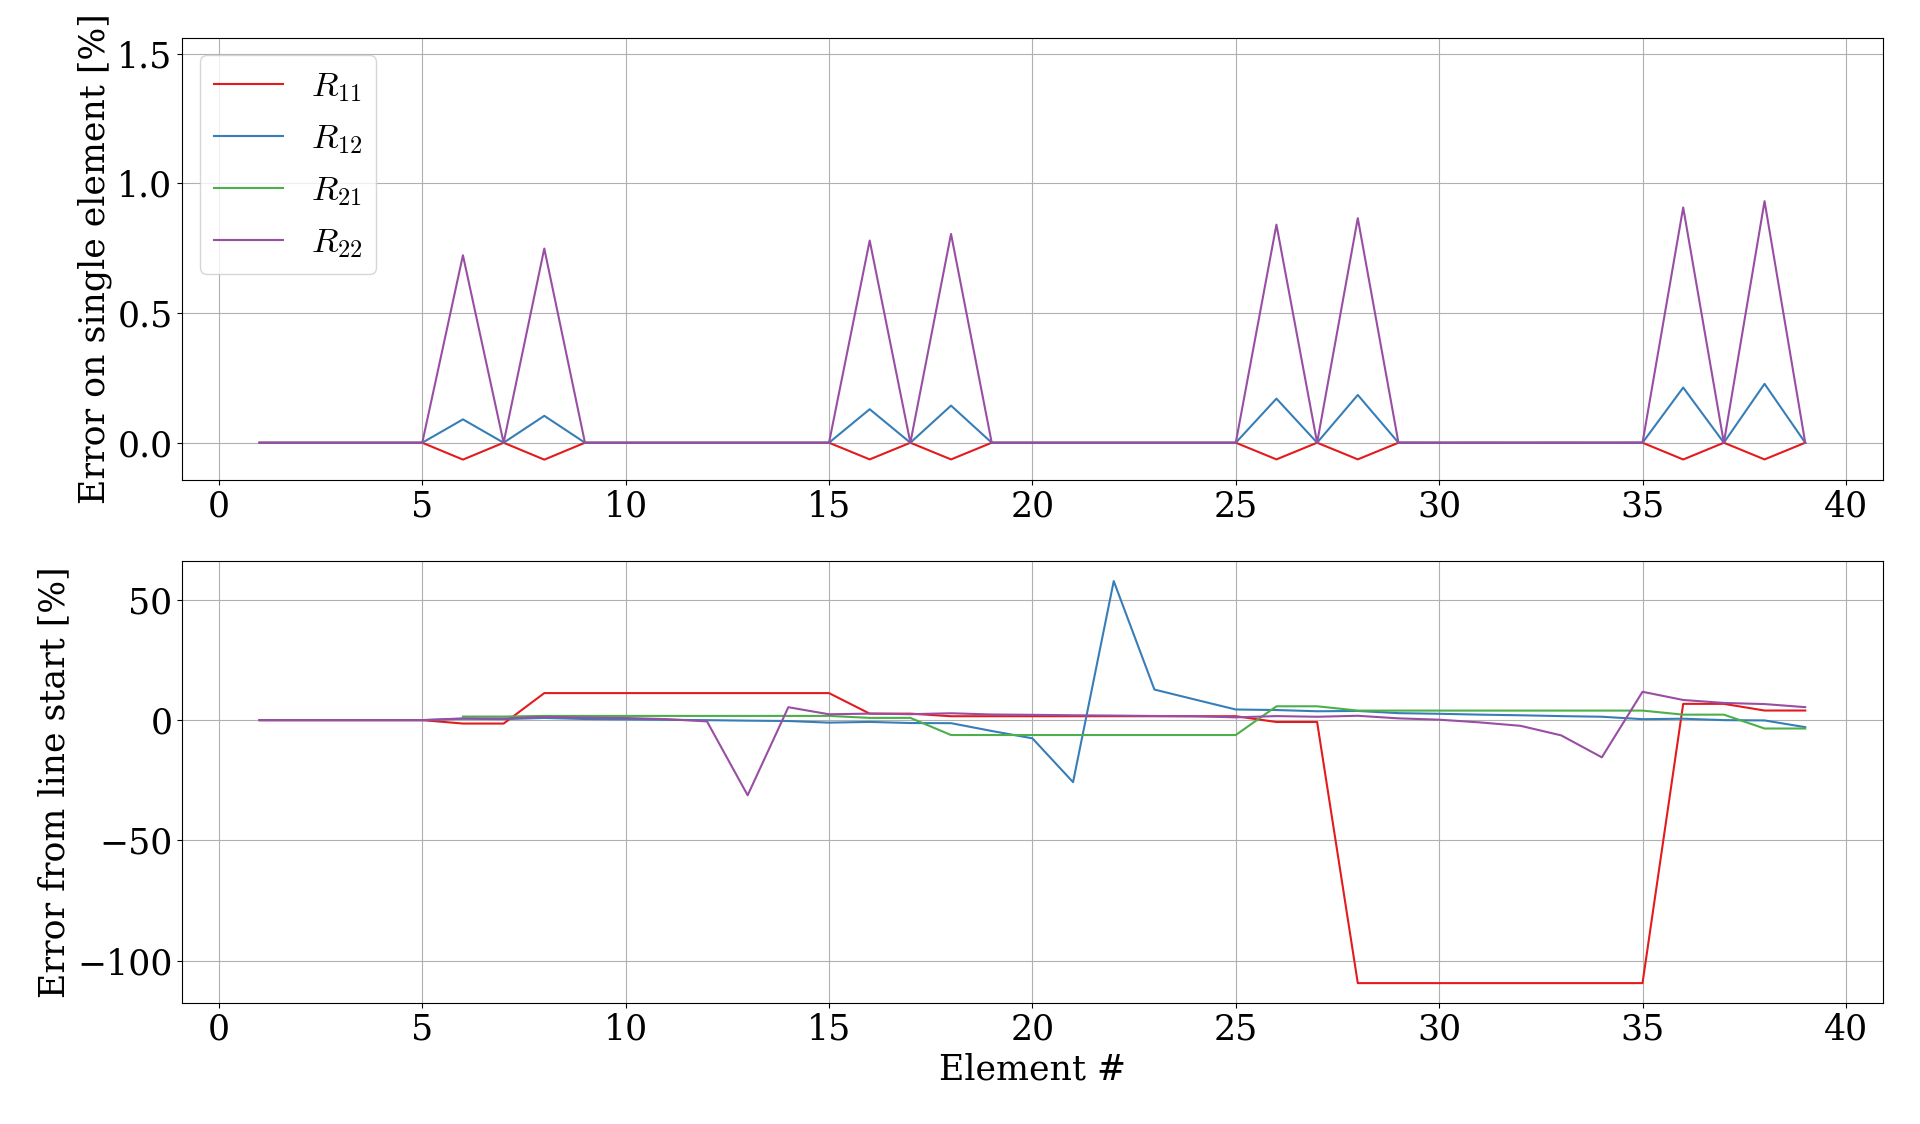 Error on single element [%]
1.5
1.0
0.5
0.0
R₁₁
R₁₂
R₂₁
R₂₂
0 5 10 15 20 25 30 35 40
Error from line start [%]
50
0
−50
−100
0 5 10 15 20 25 30 35 40
Element #